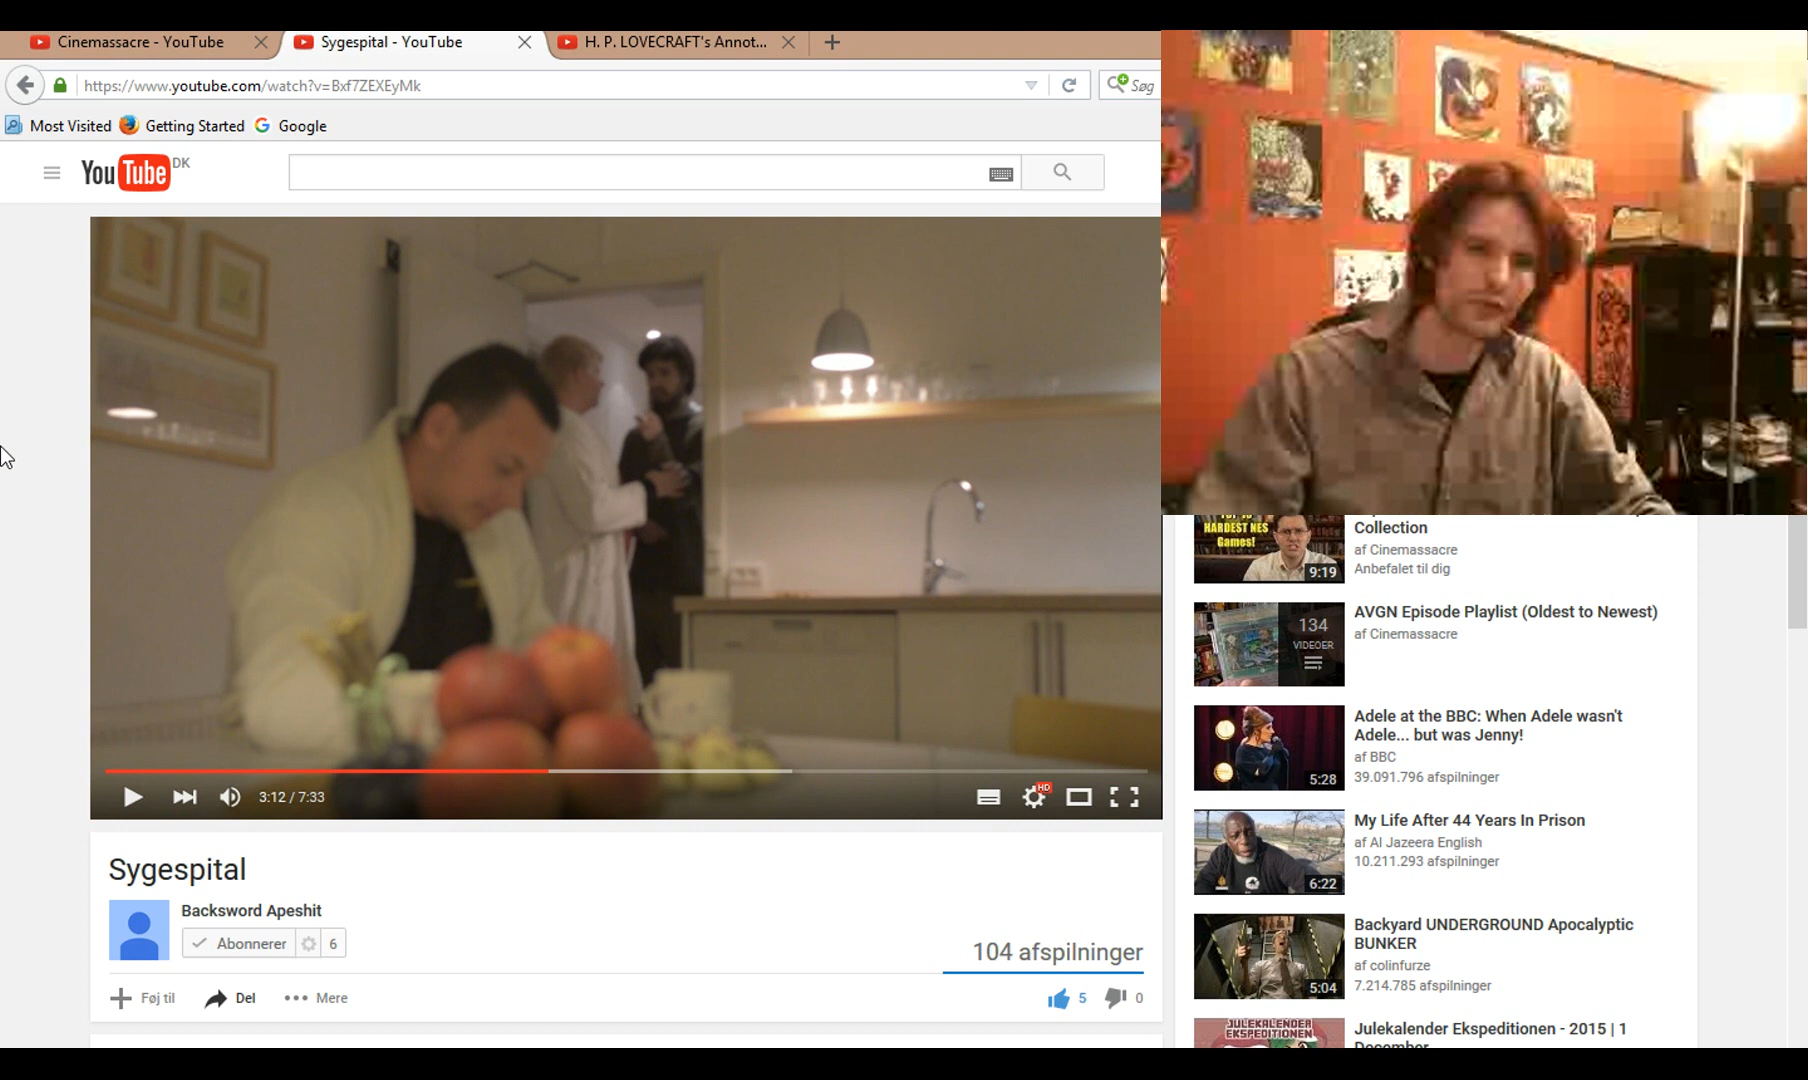 Cinemassacre - YouTube
Sygespital - YouTube
H. P. LOVECRAFT's Annot...
https://www.youtube.com/watch?v=Bxf7ZEXEyMk
Søg
Most Visited
Getting Started
Google
YouTube DK
3:12 / 7:33
HD
Sygespital
Backsword Apeshit
Abonnerer
6
104 afspilninger
Føj til
Del
Mere
5
0
HARDEST NES
Games!
9:19
Collection
af Cinemassacre
Anbefalet til dig
134
VIDEOER
AVGN Episode Playlist (Oldest to Newest)
af Cinemassacre
5:28
Adele at the BBC: When Adele wasn't
Adele... but was Jenny!
af BBC
39.091.796 afspilninger
6:22
My Life After 44 Years In Prison
af Al Jazeera English
10.211.293 afspilninger
5:04
Backyard UNDERGROUND Apocalyptic
BUNKER
af colinfurze
7.214.785 afspilninger
JULEKALENDER
EKSPEDITIONEN
Julekalender Ekspeditionen - 2015 | 1
December